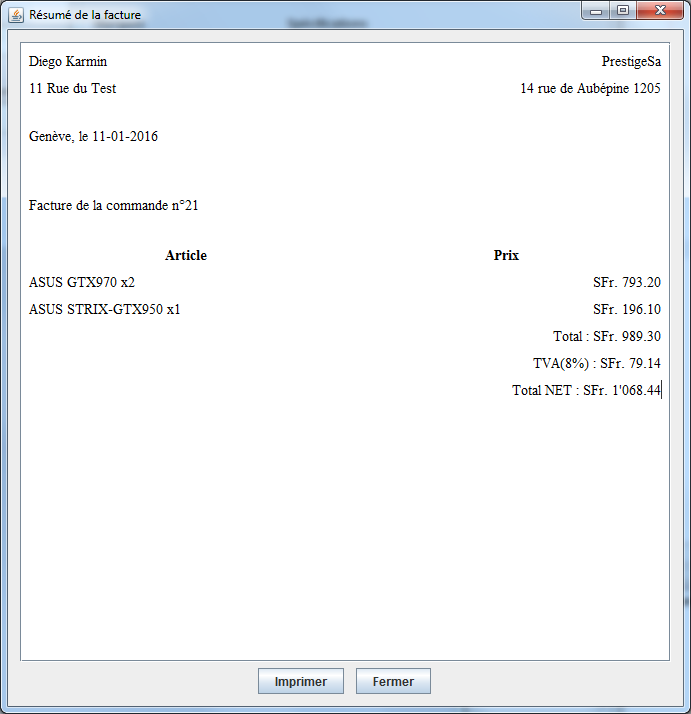 Résumé de la facture
Diego Karmin PrestigeSa
11 Rue du Test 14 rue de Aubépine 1205
Genève, le 11-01-2016
Facture de la commande n°21
Article Prix
ASUS GTX970 x2 SFr. 793.20
ASUS STRIX-GTX950 x1 SFr. 196.10
Total : SFr. 989.30
TVA(8%) : SFr. 79.14
Total NET : SFr. 1'068.44
Imprimer Fermer